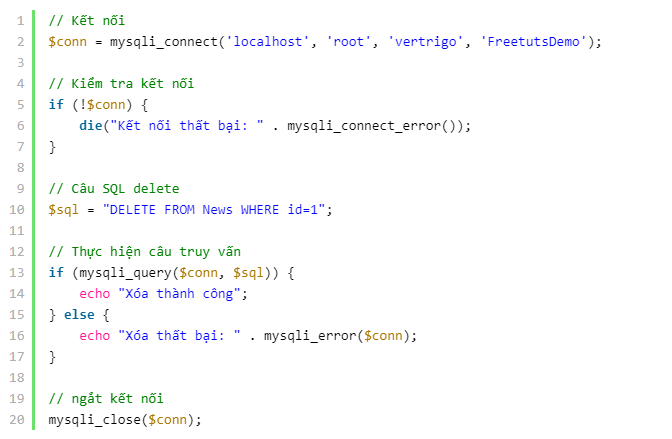 1 // Kết nối
2 $conn = mysqli_connect('localhost', 'root', 'vertrigo', 'FreetutsDemo');
3
4 // Kiểm tra kết nối
5 if (!$conn) {
6 die("Kết nối thất bại: " . mysqli_connect_error());
7 }
8
9 // Câu SQL delete
10 $sql = "DELETE FROM News WHERE id=1";
11
12 // Thực hiện câu truy vấn
13 if (mysqli_query($conn, $sql)) {
14 echo "Xóa thành công";
15 } else {
16 echo "Xóa thất bại: " . mysqli_error($conn);
17 }
18
19 // ngắt kết nối
20 mysqli_close($conn);